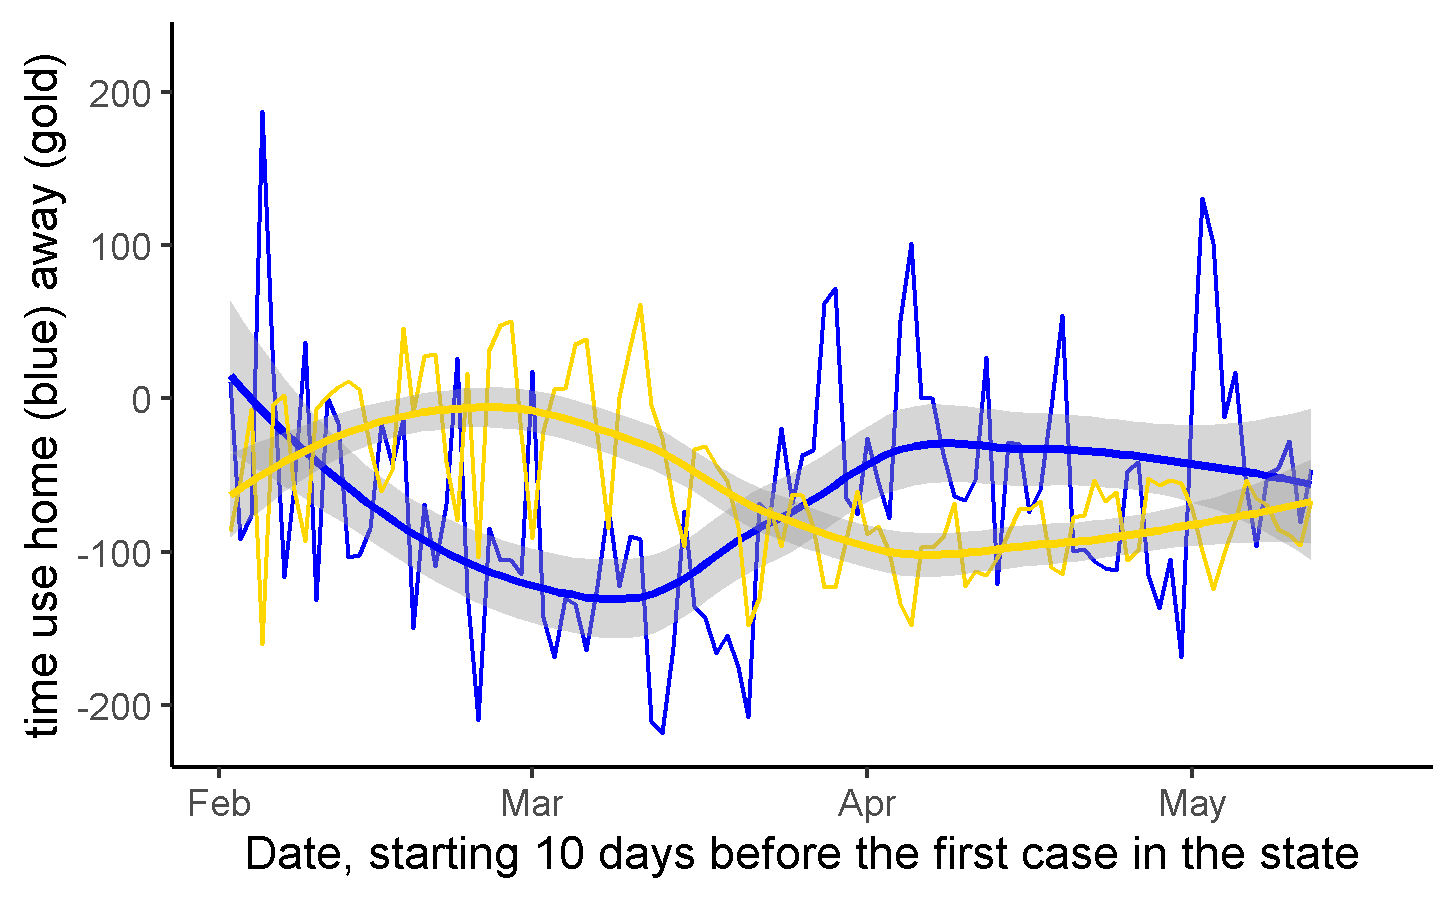 time use home (blue) away (gold)
200
100
0
-100
-200
Feb
Mar
Apr
May
Date, starting 10 days before the first case in the state